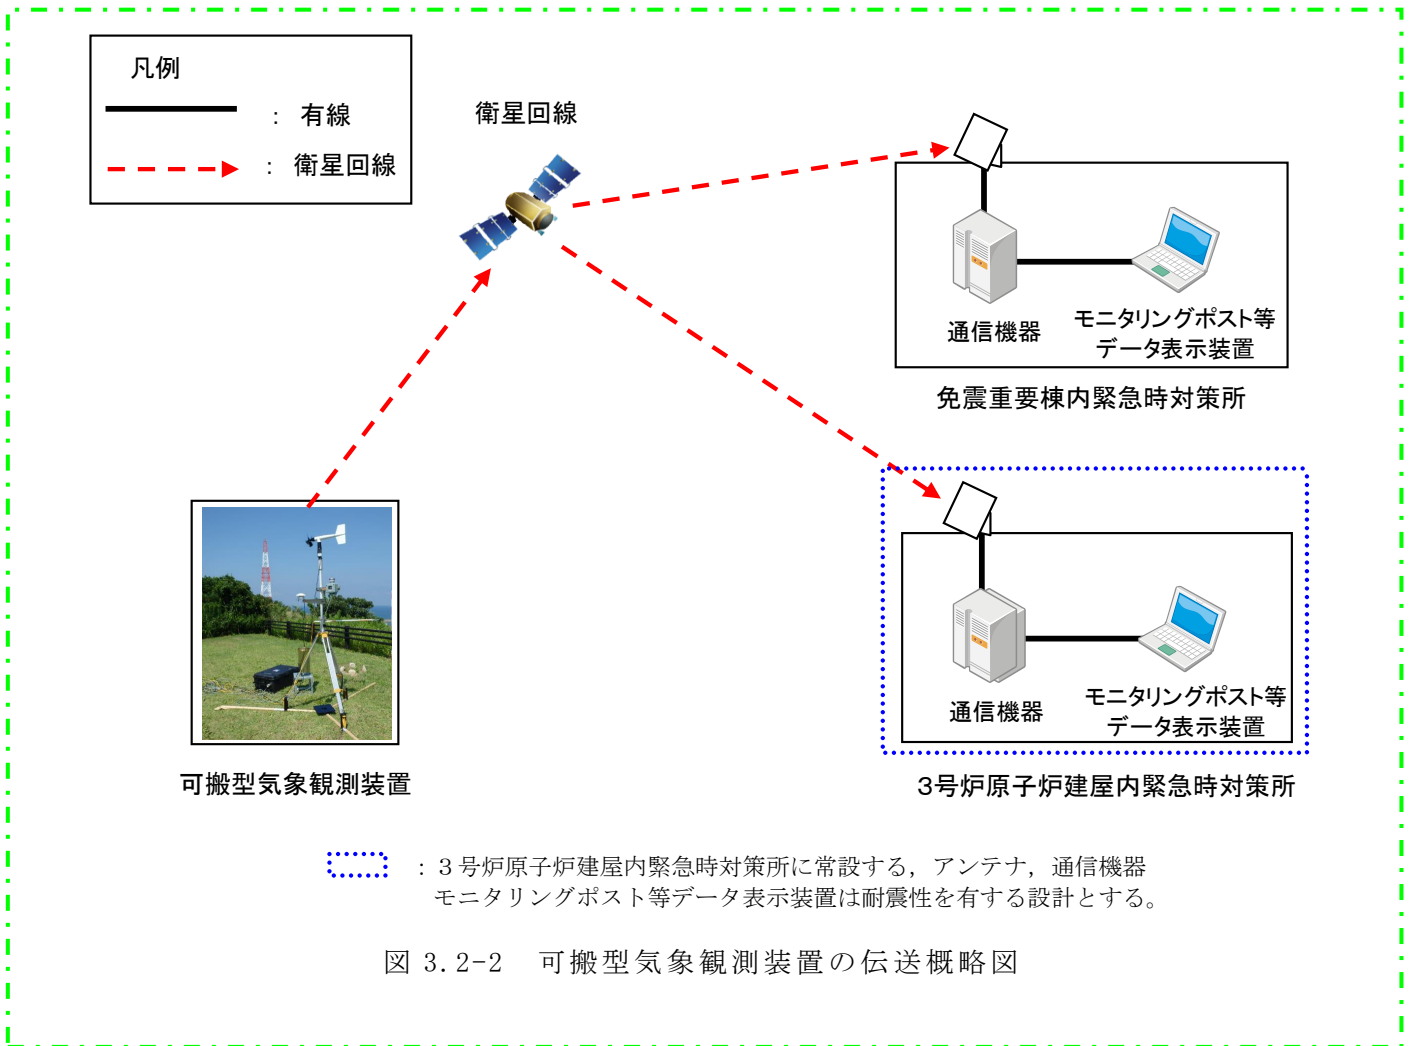 凡例
： 有線
： 衛星回線
衛星回線
通信機器
モニタリングポスト等
データ表示装置
免震重要棟内緊急時対策所
通信機器
モニタリングポスト等
データ表示装置
可搬型気象観測装置
3号炉原子炉建屋内緊急時対策所
：３号炉原子炉建屋内緊急時対策所に常設する，アンテナ，通信機器
モニタリングポスト等データ表示装置は耐震性を有する設計とする。
図 3.2-2　可搬型気象観測装置の伝送概略図